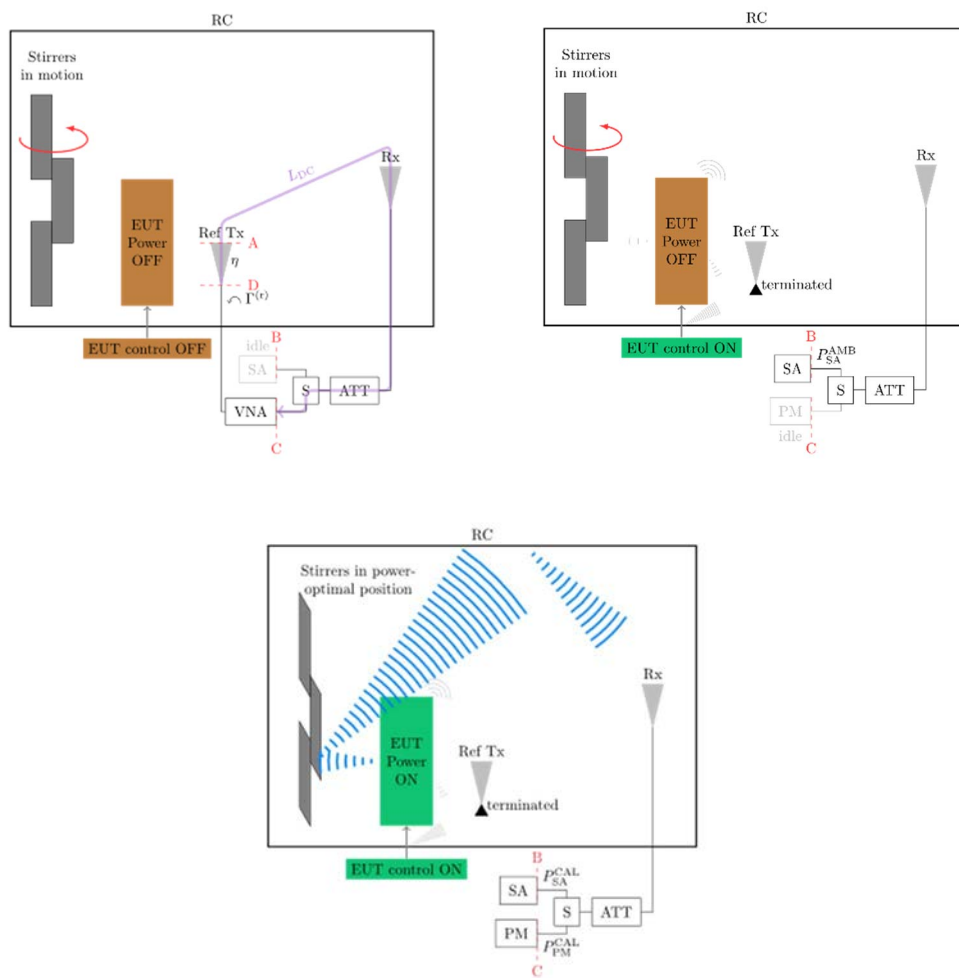 RC
Stirrers
in motion
Rx
L_DC
Ref Tx
A
EUT
Power
OFF
η
D
Γ^(r)
B
EUT control OFF
idle
SA
S
ATT
VNA
C
RC
Stirrers
in motion
Rx
EUT
Power
OFF
Ref Tx
terminated
B
EUT control ON
P_SA^AMB
SA
S
ATT
PM
idle
C
RC
Stirrers in power-
optimal position
Rx
EUT
Power
ON
Ref Tx
terminated
B
EUT control ON
P_SA^CAL
SA
S
ATT
PM
P_PM^CAL
C